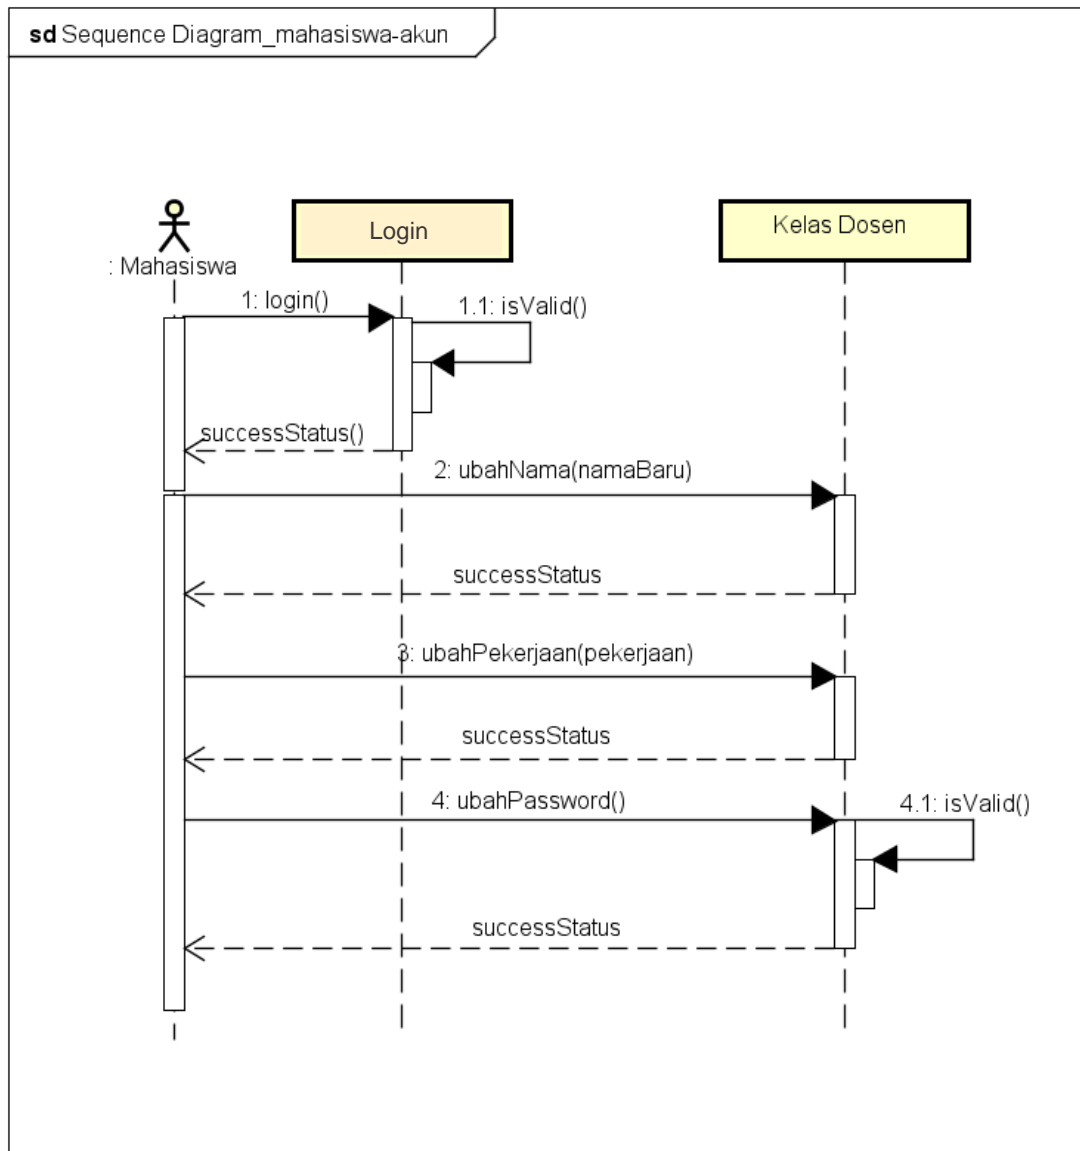 sd Sequence Diagram_mahasiswa-akun
: Mahasiswa
Login
Kelas Dosen
1: login()
1.1: isValid()
successStatus()
2: ubahNama(namaBaru)
successStatus
3: ubahPekerjaan(pekerjaan)
successStatus
4: ubahPassword()
4.1: isValid()
successStatus